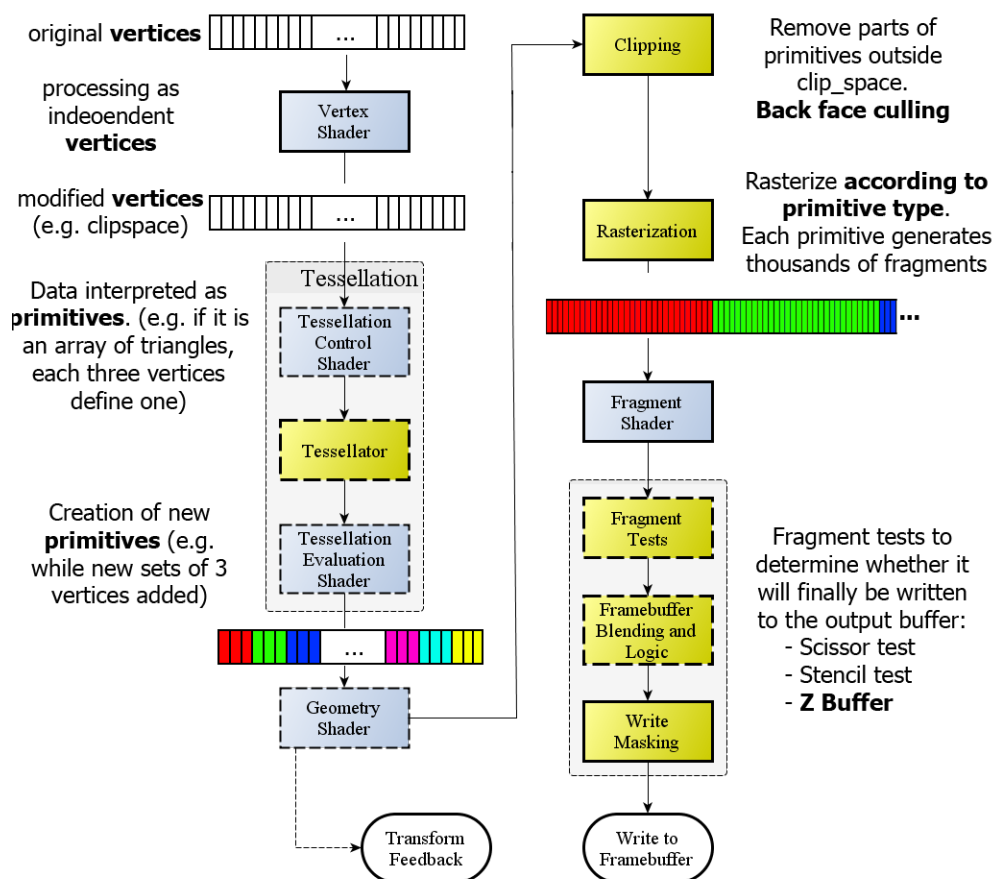 original vertices
...
processing as
indeoendent
vertices
Vertex
Shader
modified vertices
(e.g. clipspace)
...
Tessellation
Data interpreted as
primitives. (e.g. if it is
an array of triangles,
each three vertices
define one)
Tessellation
Control
Shader
Tessellator
Creation of new
primitives (e.g.
while new sets of 3
vertices added)
Tessellation
Evaluation
Shader
...
Geometry
Shader
Transform
Feedback
Clipping
Remove parts of
primitives outside
clip_space.
Back face culling
Rasterization
Rasterize according to
primitive type.
Each primitive generates
thousands of fragments
...
Fragment
Shader
Fragment
Tests
Framebuffer
Blending and
Logic
Write
Masking
Fragment tests to
determine whether it
will finally be written
to the output buffer:
- Scissor test
- Stencil test
- Z Buffer
Write to
Framebuffer